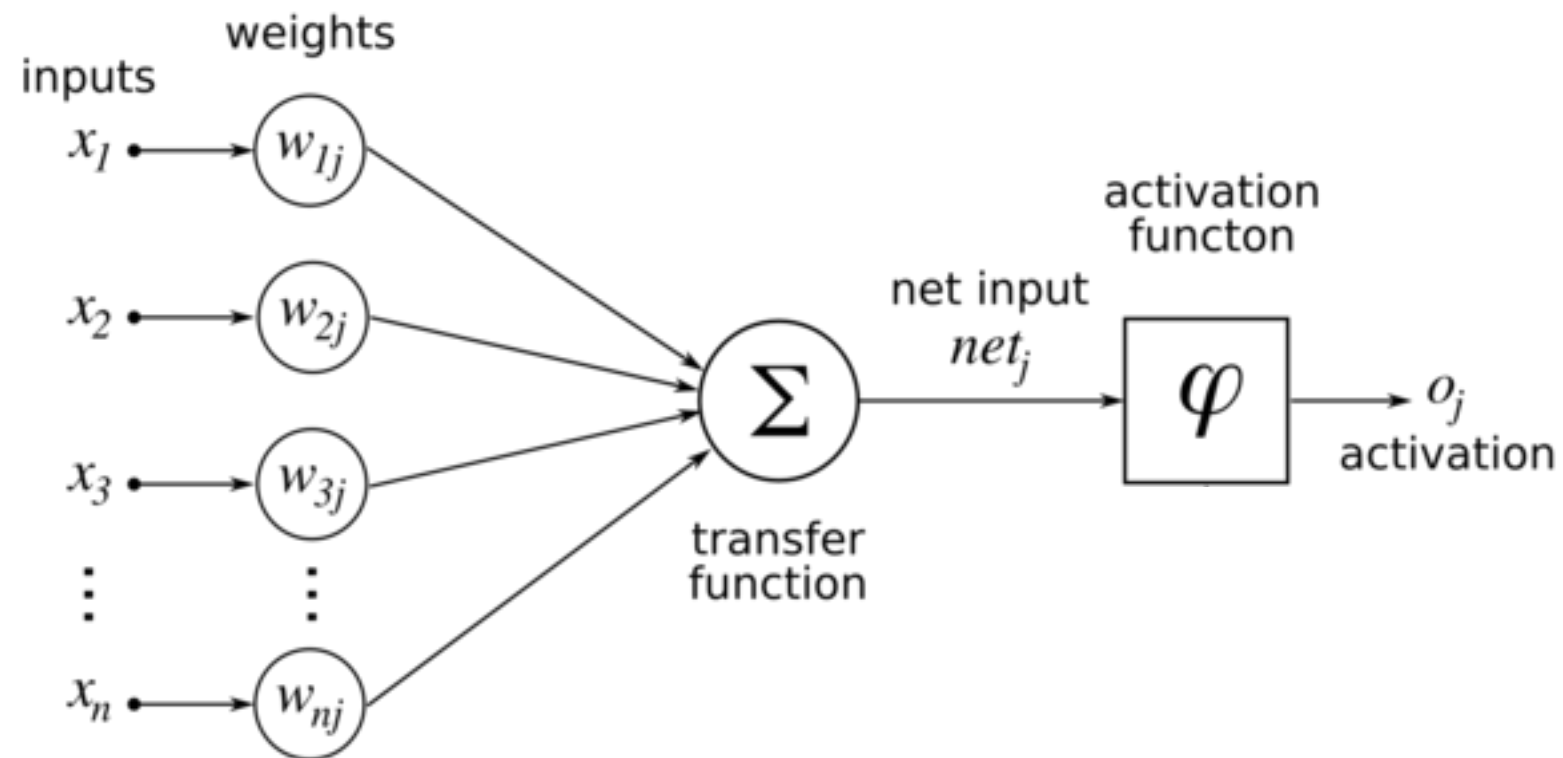 weights
inputs
x1
w1j
x2
w2j
x3
w3j
⋮
⋮
xn
wnj
Σ
transfer
function
net input
netj
activation
functon
φ
oj
activation